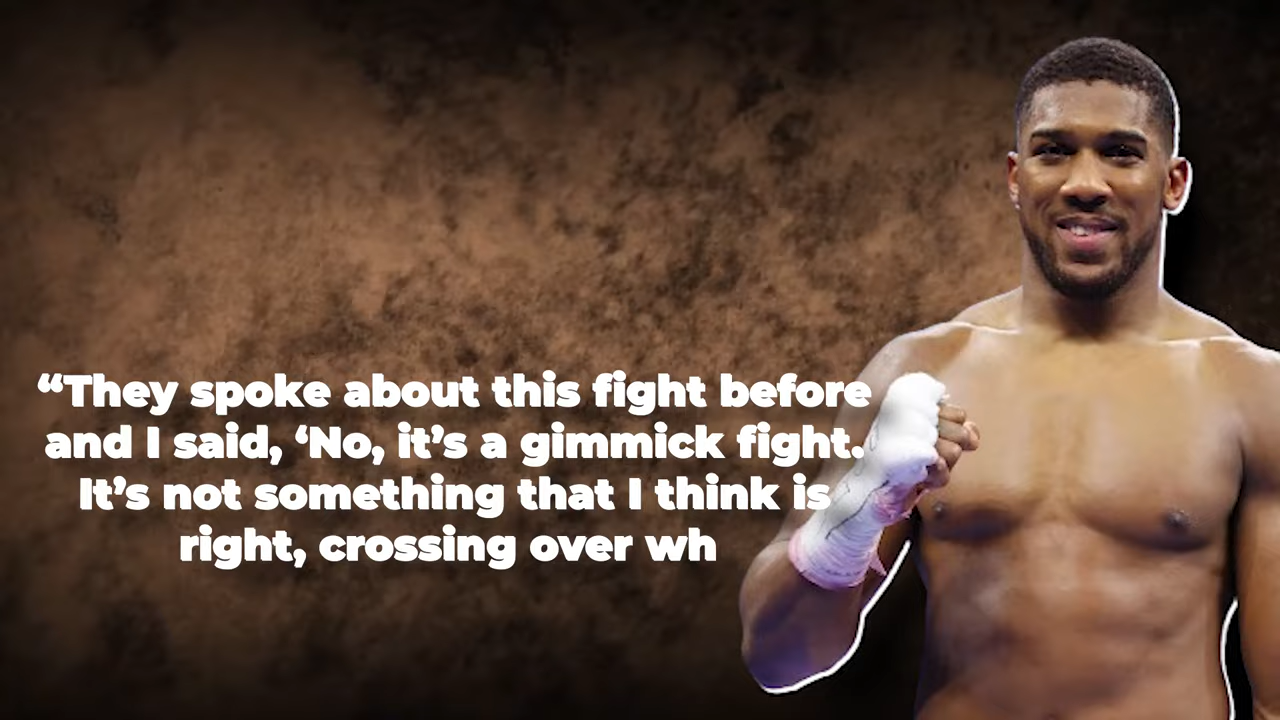 “They spoke about this fight before
and I said, ‘No, it’s a gimmick fight.
It’s not something that I think is
right, crossing over wh